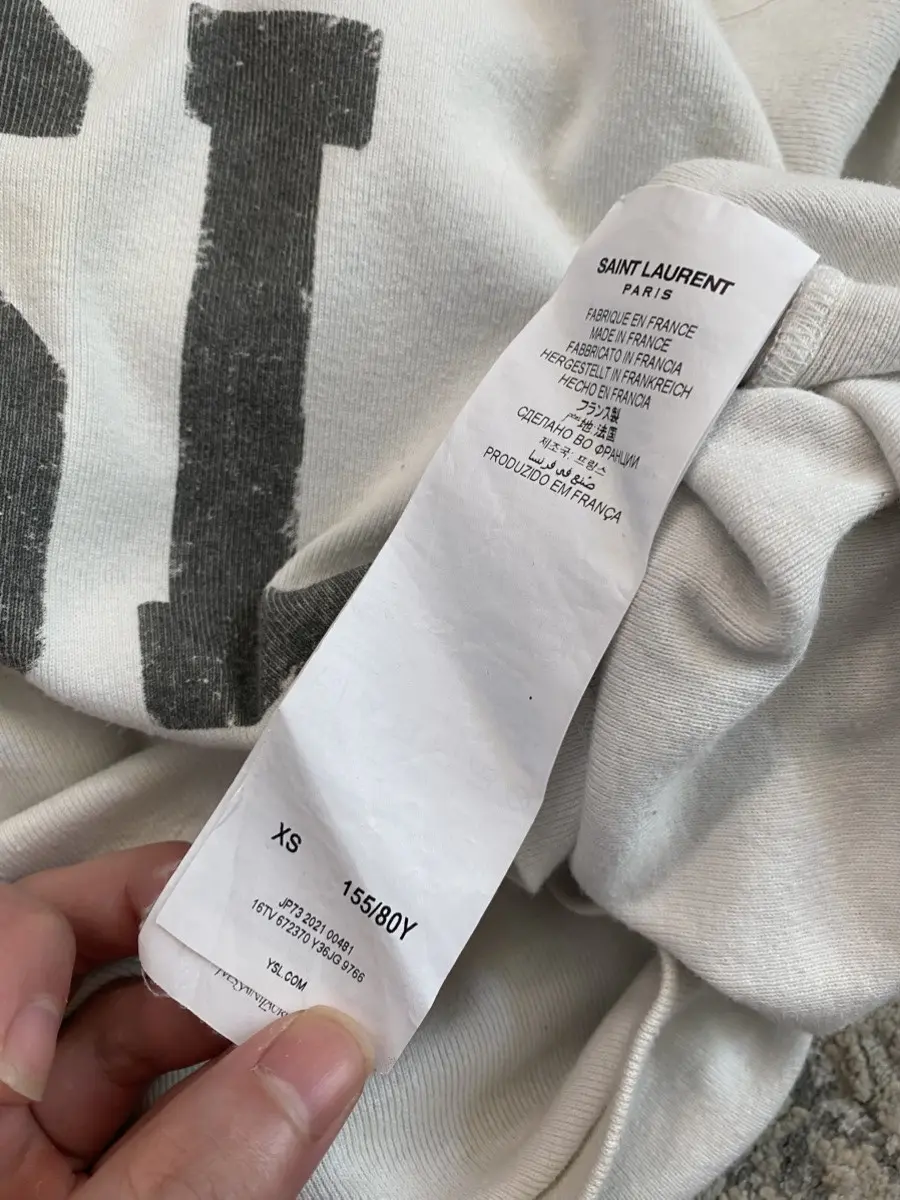 SAINT LAURENT
PARIS
FABRIQUE EN FRANCE
MADE IN FRANCE
FABBRICATO IN FRANCIA
HERGESTELLT IN FRANKREICH
HECHO EN FRANCIA
フランス製
地:法国
СДЕЛАНО ВО ФРАНЦИИ
제조국: 프랑스
صنع في فرنسا
PRODUZIDO EM FRANÇA
XS
155/80Y
JP73 2021 00481
16TV 672370 Y36JG 9766
YSL.COM